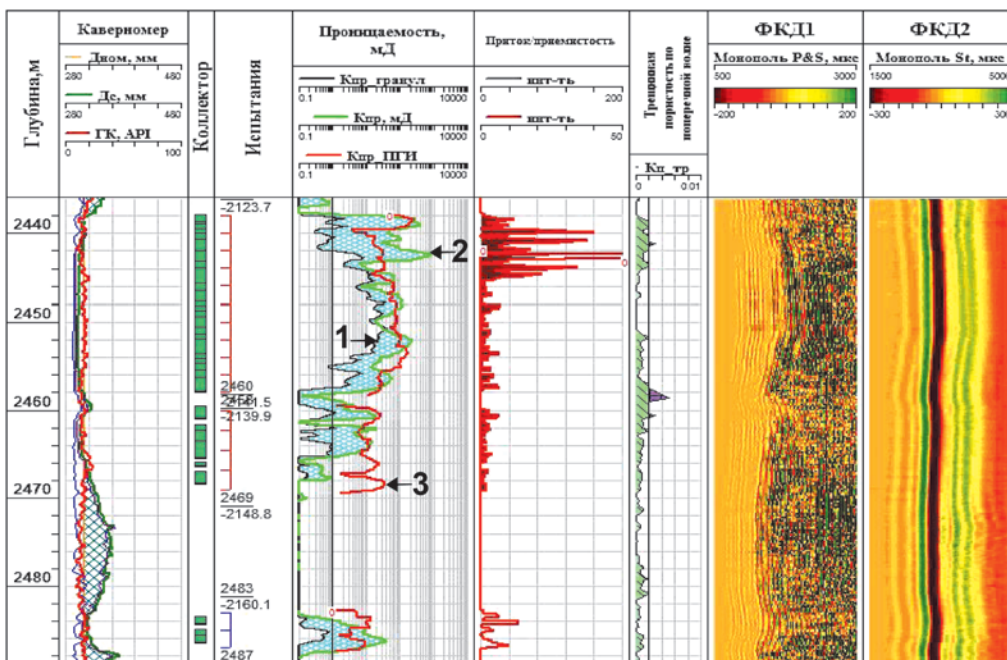 Глубина,м
Каверномер
Дном, мм
280 480
Дс, мм
280 480
ГК, API
0 100
Коллектор
Испытания
Проницаемость,
мД
Кпр_гранул
0.1 10000
Кпр, мД
0.1 10000
Кпр_ПГИ
0.1 10000
Приток/приемистость
инт-ть
0 200
инт-ть
0 50
Трещинная
пористость по
поперечной волне
Кп_тр
0 0.01
ФКД1
Монополь P&S, мкс
500 3000
-200 200
ФКД2
Монополь St, мкс
1500 5000
-300 300
2440
2450
2460
2470
2480
-2123.7
2460
-2139.9
2469
-2148.8
2483
-2160.1
2487
1
2
3